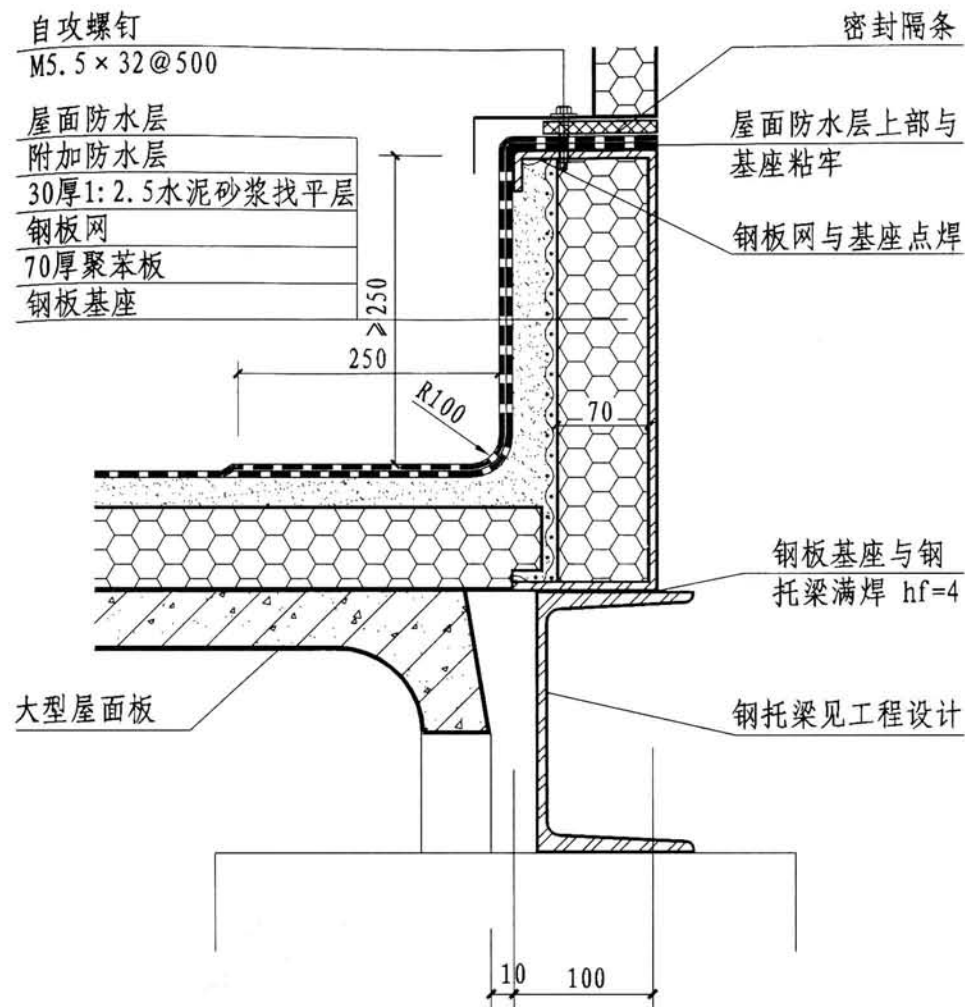 自攻螺钉
M5.5×32@500
屋面防水层
附加防水层
30厚1:2.5水泥砂浆找平层
钢板网
70厚聚苯板
钢板基座
密封隔条
屋面防水层上部与
基座粘牢
钢板网与基座点焊
≥250
250
R100
70
钢板基座与钢
托梁满焊 hf=4
大型屋面板
钢托梁见工程设计
10
100